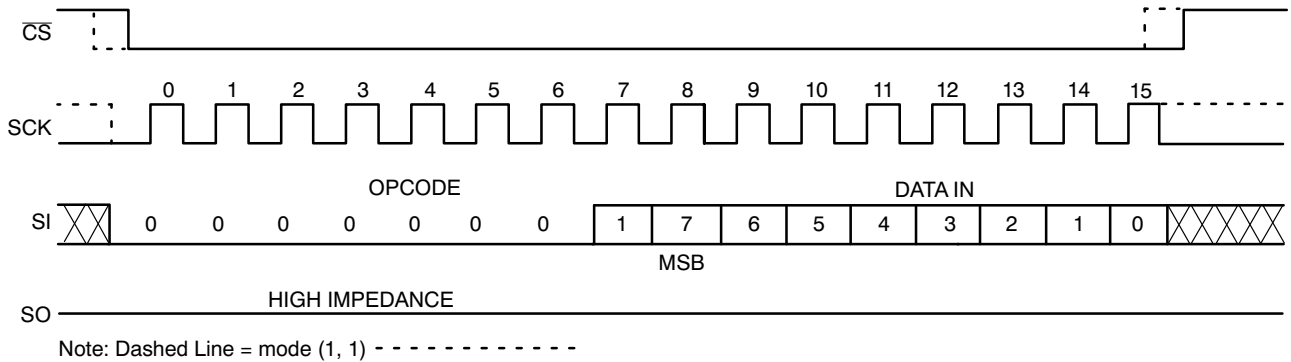 CS
0 1 2 3 4 5 6 7 8 9 10 11 12 13 14 15
SCK
OPCODE DATA IN
SI 0 0 0 0 0 0 0 1 7 6 5 4 3 2 1 0
MSB
HIGH IMPEDANCE
SO
Note: Dashed Line = mode (1, 1) - - - - - - - - - - - -